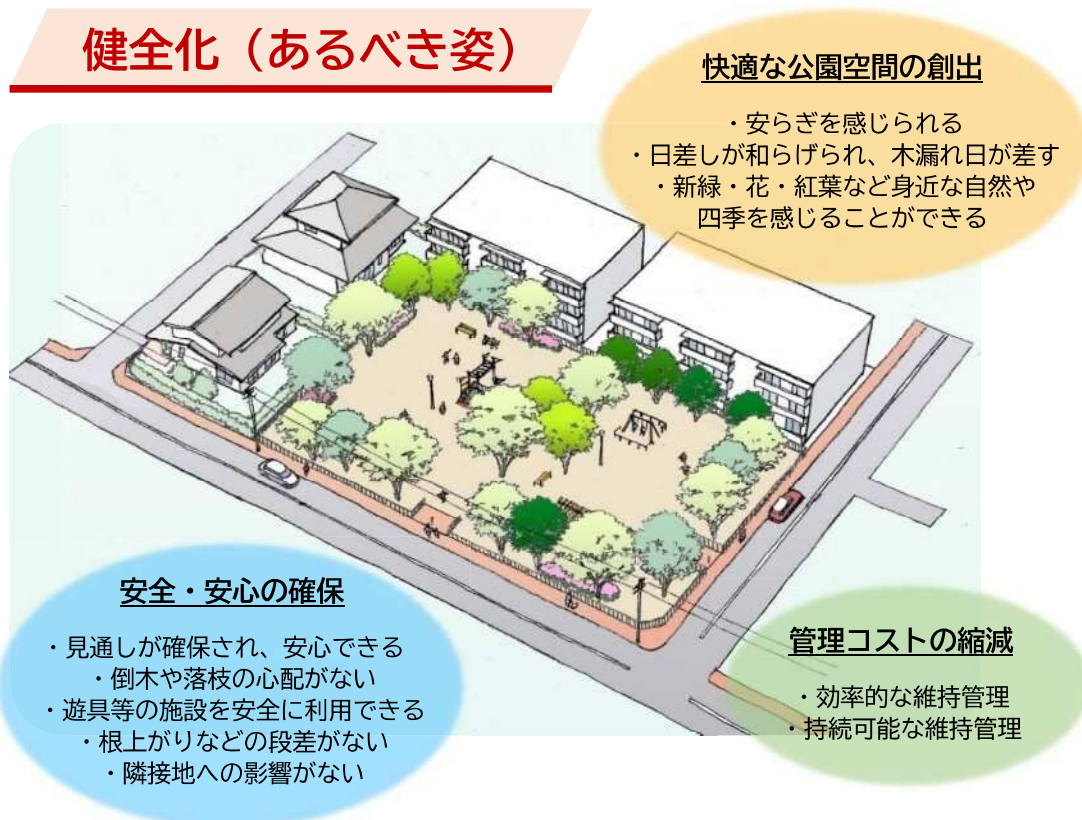 健全化（あるべき姿）
快適な公園空間の創出
・安らぎを感じられる
・日差しが和らげられ、木漏れ日が差す
・新緑・花・紅葉など身近な自然や
四季を感じることができる
安全・安心の確保
・見通しが確保され、安心できる
・倒木や落枝の心配がない
・遊具等の施設を安全に利用できる
・根上がりなどの段差がない
・隣接地への影響がない
管理コストの縮減
・効率的な維持管理
・持続可能な維持管理